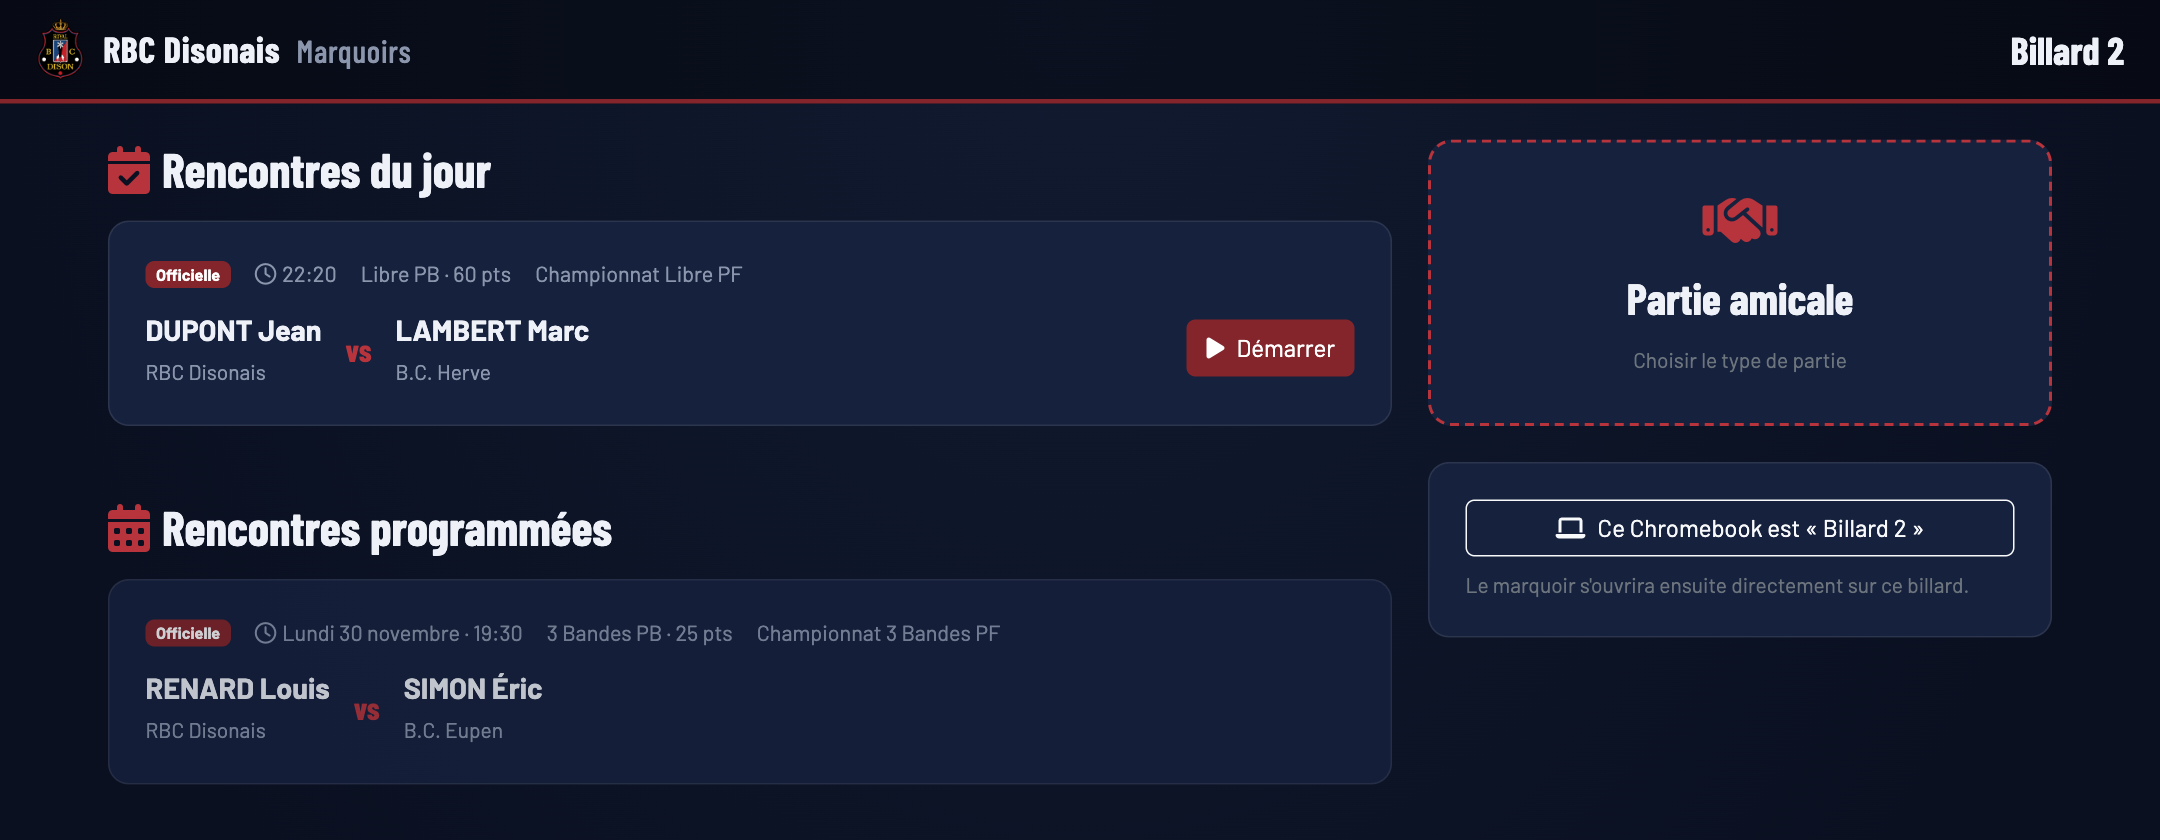 ROYAL
B C
DISON
RBC Disonais Marquoirs
Billard 2
Rencontres du jour
Officielle 22:20 Libre PB · 60 pts Championnat Libre PF
DUPONT Jean vs LAMBERT Marc
RBC Disonais B.C. Herve
Démarrer
Rencontres programmées
Officielle Lundi 30 novembre · 19:30 3 Bandes PB · 25 pts Championnat 3 Bandes PF
RENARD Louis vs SIMON Éric
RBC Disonais B.C. Eupen
Partie amicale
Choisir le type de partie
Ce Chromebook est « Billard 2 »
Le marquoir s'ouvrira ensuite directement sur ce billard.